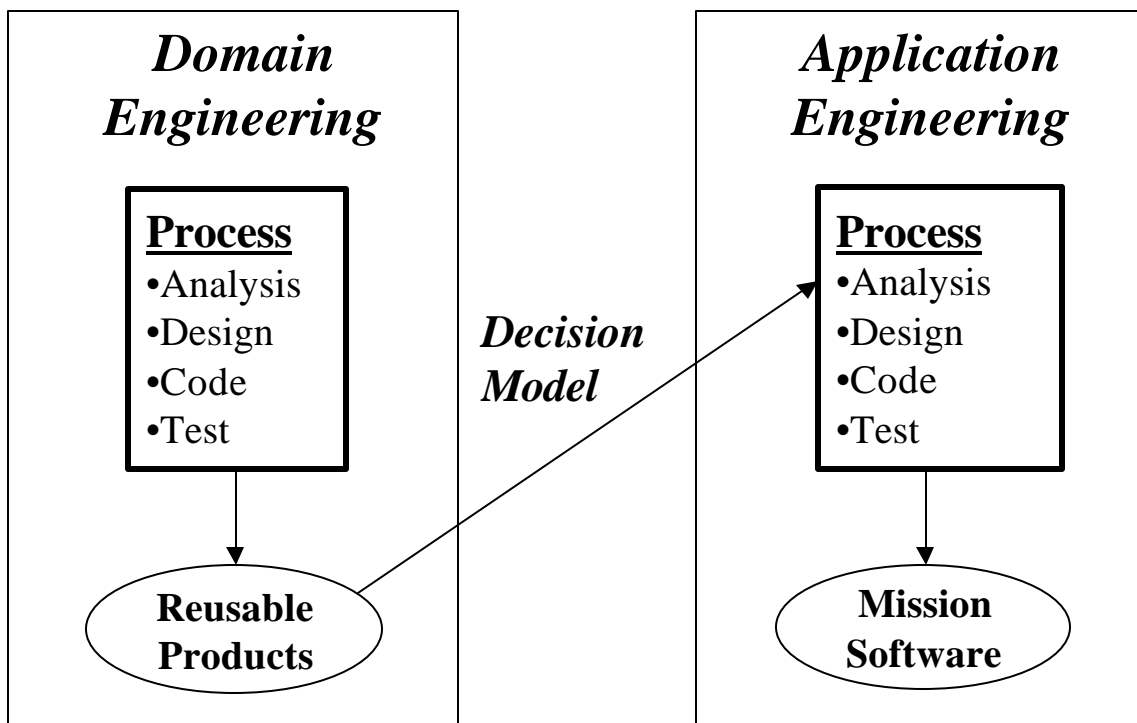 Domain
Engineering
Process
•Analysis
•Design
•Code
•Test
Reusable
Products
Decision
Model
Application
Engineering
Process
•Analysis
•Design
•Code
•Test
Mission
Software